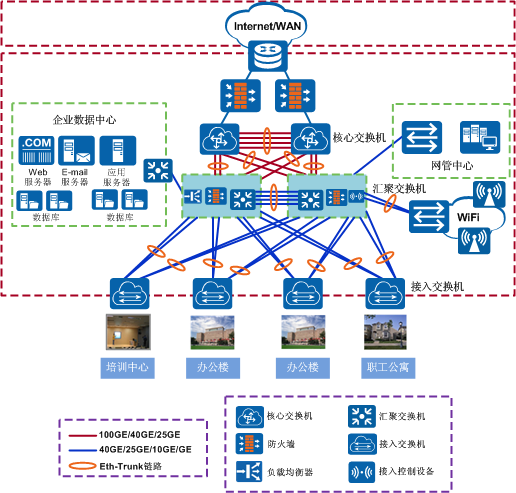 Internet/WAN
企业数据中心
.COM
Web
服务器
E-mail
服务器
应用
服务器
数据库
数据库
核心交换机
网管中心
汇聚交换机
WiFi
接入交换机
培训中心
办公楼
办公楼
职工公寓
100GE/40GE/25GE
40GE/25GE/10GE/GE
Eth-Trunk链路
核心交换机
汇聚交换机
防火墙
接入交换机
负载均衡器
接入控制设备